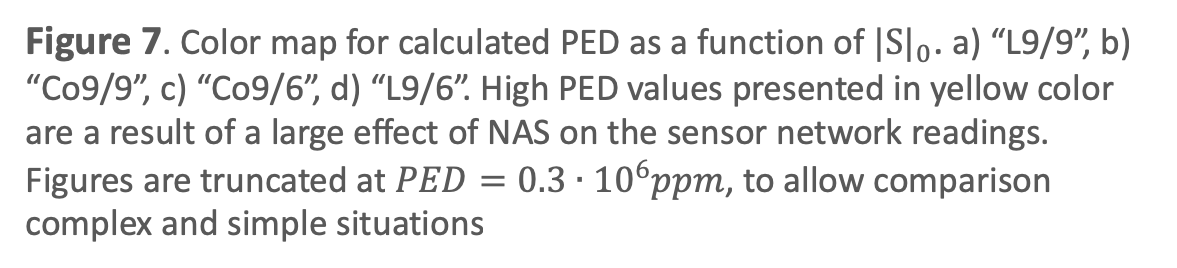 Figure 7. Color map for calculated PED as a function of |S|₀. a) “L9/9”, b)
“Co9/9”, c) “Co9/6”, d) “L9/6”. High PED values presented in yellow color
are a result of a large effect of NAS on the sensor network readings.
Figures are truncated at PED = 0.3 · 10⁶ppm, to allow comparison
complex and simple situations